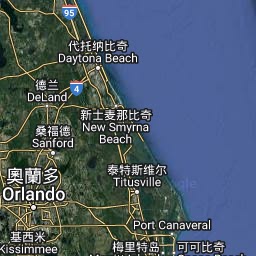 95
代托纳比奇
Daytona Beach
德兰
DeLand
4
新士麦那比奇
New Smyrna
Beach
桑福德
Sanford
泰特斯维尔
Titusville
奧蘭多
Orlando
Google
Port Canaveral
基西米
Kissimmee
梅里特岛
可可比奇